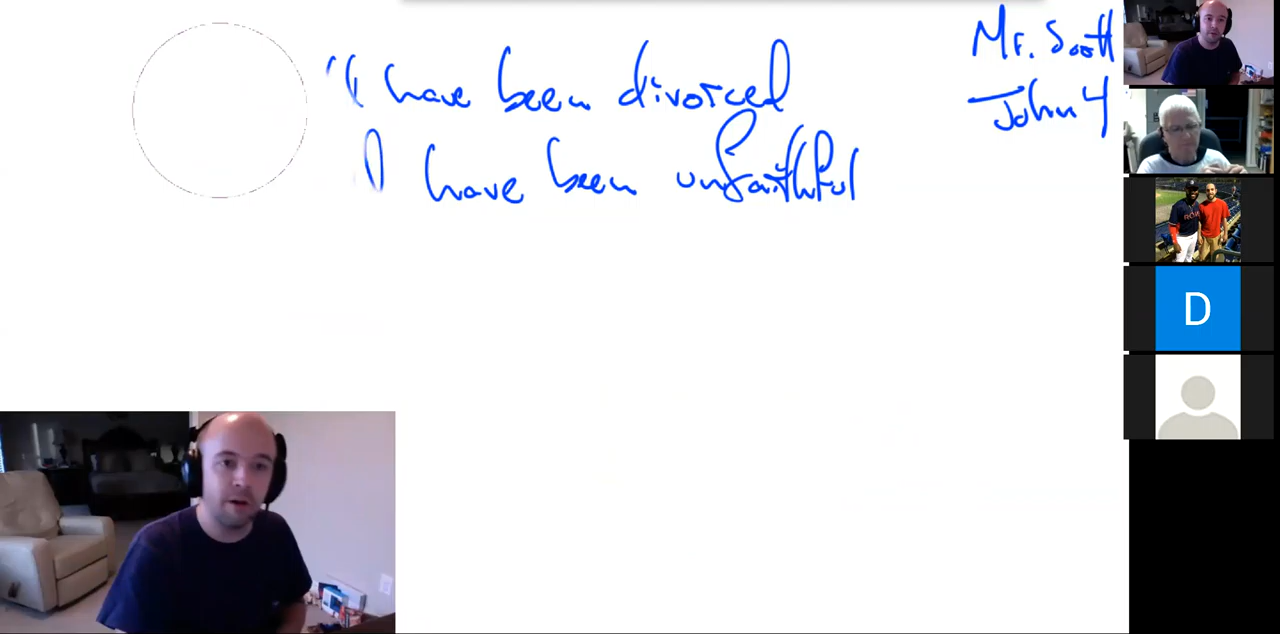 "I have been divorced
I have been unfaithful
Mr. Scott
John 4
D